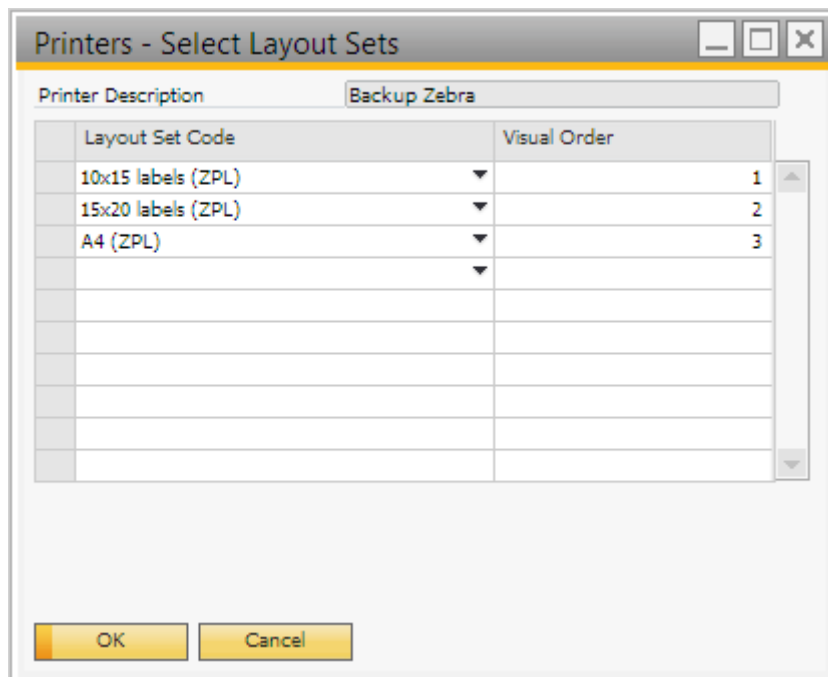 Printers - Select Layout Sets
Printer Description Backup Zebra
Layout Set Code Visual Order
10x15 labels (ZPL) 1
15x20 labels (ZPL) 2
A4 (ZPL) 3
OK Cancel